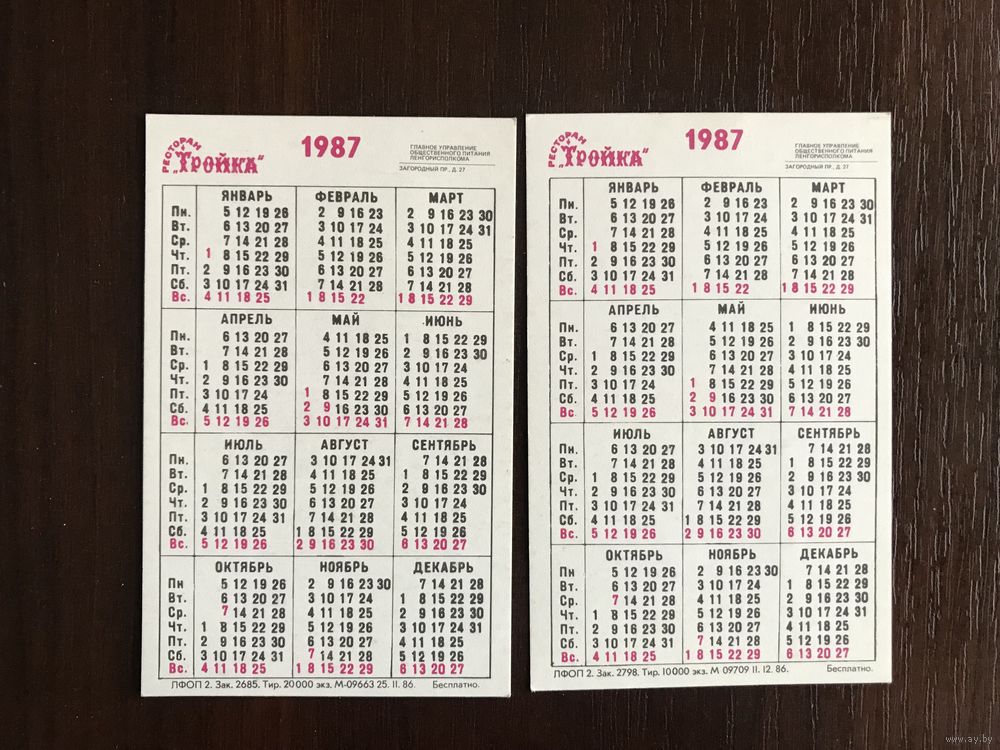 РЕСТОРАН
„Тройка“
1987
ГЛАВНОЕ УПРАВЛЕНИЕ
ОБЩЕСТВЕННОГО ПИТАНИЯ
ЛЕНГОРИСПОЛКОМА
ЗАГОРОДНЫЙ ПР., Д. 27
ЯНВАРЬ ФЕВРАЛЬ МАРТ
Пн. 5 12 19 26 2 9 16 23 2 9 16 23 30
Вт. 6 13 20 27 3 10 17 24 3 10 17 24 31
Ср. 7 14 21 28 4 11 18 25 4 11 18 25
Чт. 1 8 15 22 29 5 12 19 26 5 12 19 26
Пт. 2 9 16 23 30 6 13 20 27 6 13 20 27
Сб. 3 10 17 24 31 7 14 21 28 7 14 21 28
Вс. 4 11 18 25 1 8 15 22 1 8 15 22 29
АПРЕЛЬ МАЙ ИЮНЬ
Пн. 6 13 20 27 4 11 18 25 1 8 15 22 29
Вт. 7 14 21 28 5 12 19 26 2 9 16 23 30
Ср. 1 8 15 22 29 6 13 20 27 3 10 17 24
Чт. 2 9 16 23 30 7 14 21 28 4 11 18 25
Пт. 3 10 17 24 1 8 15 22 29 5 12 19 26
Сб. 4 11 18 25 2 9 16 23 30 6 13 20 27
Вс. 5 12 19 26 3 10 17 24 31 7 14 21 28
ИЮЛЬ АВГУСТ СЕНТЯБРЬ
Пн. 6 13 20 27 3 10 17 24 31 7 14 21 28
Вт. 7 14 21 28 4 11 18 25 1 8 15 22 29
Ср. 1 8 15 22 29 5 12 19 26 2 9 16 23 30
Чт. 2 9 16 23 30 6 13 20 27 3 10 17 24
Пт. 3 10 17 24 31 7 14 21 28 4 11 18 25
Сб. 4 11 18 25 1 8 15 22 29 5 12 19 26
Вс. 5 12 19 26 2 9 16 23 30 6 13 20 27
ОКТЯБРЬ НОЯБРЬ ДЕКАБРЬ
Пн 5 12 19 26 2 9 16 23 30 7 14 21 28
Вт. 6 13 20 27 3 10 17 24 1 8 15 22 29
Ср. 7 14 21 28 4 11 18 25 2 9 16 23 30
Чт. 1 8 15 22 29 5 12 19 26 3 10 17 24 31
Пт. 2 9 16 23 30 6 13 20 27 4 11 18 25
Сб. 3 10 17 24 31 7 14 21 28 5 12 19 26
Вс. 4 11 18 25 1 8 15 22 29 6 13 20 27
ЛФОП 2. Зак. 2685. Тир. 20 000 экз. М-09663 25. II. 86. Бесплатно.
РЕСТОРАН
„Тройка“
1987
ГЛАВНОЕ УПРАВЛЕНИЕ
ОБЩЕСТВЕННОГО ПИТАНИЯ
ЛЕНГОРИСПОЛКОМА
ЗАГОРОДНЫЙ ПР., Д. 27
ЯНВАРЬ ФЕВРАЛЬ МАРТ
Пн. 5 12 19 26 2 9 16 23 2 9 16 23 30
Вт. 6 13 20 27 3 10 17 24 3 10 17 24 31
Ср. 7 14 21 28 4 11 18 25 4 11 18 25
Чт. 1 8 15 22 29 5 12 19 26 5 12 19 26
Пт. 2 9 16 23 30 6 13 20 27 6 13 20 27
Сб. 3 10 17 24 31 7 14 21 28 7 14 21 28
Вс. 4 11 18 25 1 8 15 22 1 8 15 22 29
АПРЕЛЬ МАЙ ИЮНЬ
Пн. 6 13 20 27 4 11 18 25 1 8 15 22 29
Вт. 7 14 21 28 5 12 19 26 2 9 16 23 30
Ср. 1 8 15 22 29 6 13 20 27 3 10 17 24
Чт. 2 9 16 23 30 7 14 21 28 4 11 18 25
Пт. 3 10 17 24 1 8 15 22 29 5 12 19 26
Сб. 4 11 18 25 2 9 16 23 30 6 13 20 27
Вс. 5 12 19 26 3 10 17 24 31 7 14 21 28
ИЮЛЬ АВГУСТ СЕНТЯБРЬ
Пн. 6 13 20 27 3 10 17 24 31 7 14 21 28
Вт. 7 14 21 28 4 11 18 25 1 8 15 22 29
Ср. 1 8 15 22 29 5 12 19 26 2 9 16 23 30
Чт. 2 9 16 23 30 6 13 20 27 3 10 17 24
Пт. 3 10 17 24 31 7 14 21 28 4 11 18 25
Сб. 4 11 18 25 1 8 15 22 29 5 12 19 26
Вс. 5 12 19 26 2 9 16 23 30 6 13 20 27
ОКТЯБРЬ НОЯБРЬ ДЕКАБРЬ
Пн 5 12 19 26 2 9 16 23 30 7 14 21 28
Вт. 6 13 20 27 3 10 17 24 1 8 15 22 29
Ср. 7 14 21 28 4 11 18 25 2 9 16 23 30
Чт. 1 8 15 22 29 5 12 19 26 3 10 17 24 31
Пт. 2 9 16 23 30 6 13 20 27 4 11 18 25
Сб. 3 10 17 24 31 7 14 21 28 5 12 19 26
Вс. 4 11 18 25 1 8 15 22 29 6 13 20 27
ЛФОП 2. Зак. 2798. Тир. 10 000 экз. М 09709 11. 12. 86. Бесплатно.
www.ay.by